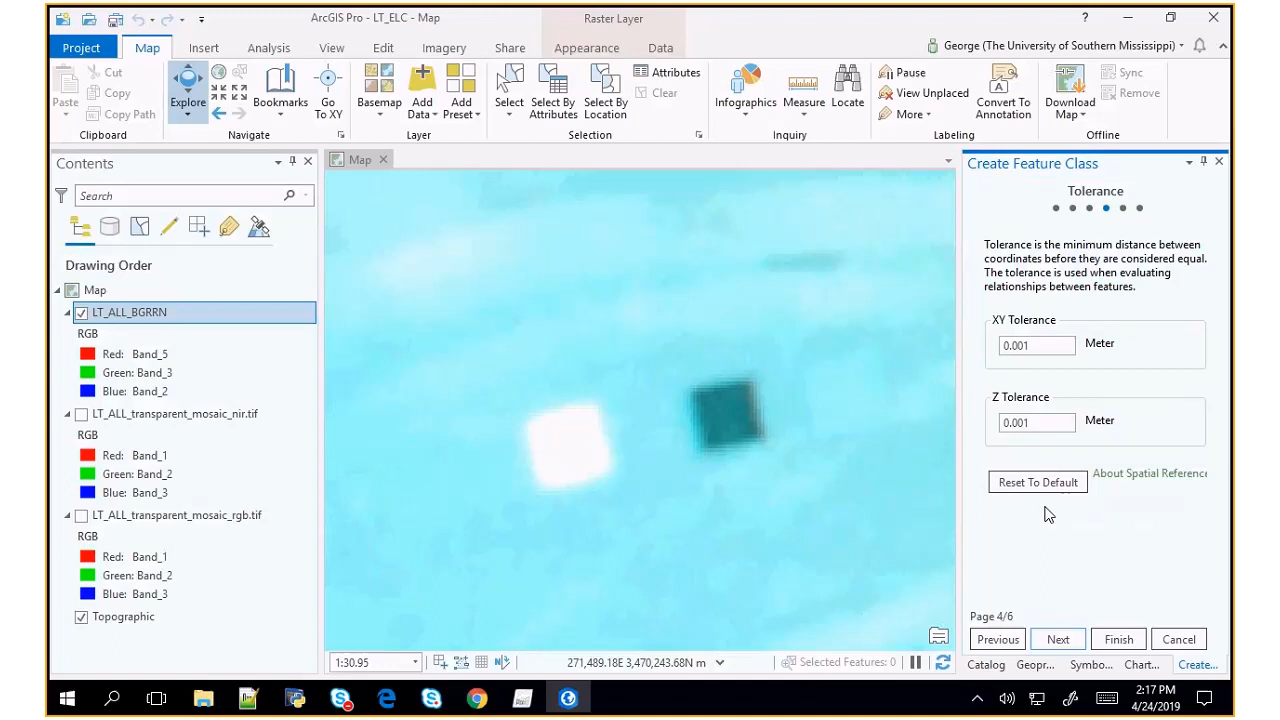 ArcGIS Pro - LT_ELC - Map
Raster Layer
?
Project Map Insert Analysis View Edit Imagery Share Appearance Data
George (The University of Southern Mississippi)
Paste
Cut
Copy
Copy Path
Clipboard
Explore
Bookmarks
Go
To XY
Navigate
Basemap
Add
Data
Add
Preset
Layer
Select
Select By
Attributes
Select By
Location
Attributes
Clear
Selection
Infographics
Measure
Locate
Inquiry
Pause
View Unplaced
More
Convert To
Annotation
Labeling
Download
Map
Sync
Remove
Offline
Contents
Search
Drawing Order
Map
LT_ALL_BGRRN
RGB
Red: Band_5
Green: Band_3
Blue: Band_2
LT_ALL_transparent_mosaic_nir.tif
RGB
Red: Band_1
Green: Band_2
Blue: Band_3
LT_ALL_transparent_mosaic_rgb.tif
RGB
Red: Band_1
Green: Band_2
Blue: Band_3
Topographic
Map
1:30.95
271,489.18E 3,470,243.68N m
Selected Features: 0
Create Feature Class
Tolerance
Tolerance is the minimum distance between
coordinates before they are considered equal.
The tolerance is used when evaluating
relationships between features.
XY Tolerance
0.001 Meter
Z Tolerance
0.001 Meter
Reset To Default
About Spatial Reference
Page 4/6
Previous Next Finish Cancel
Catalog Geopr... Symbo... Chart... Create...
2:17 PM
4/24/2019